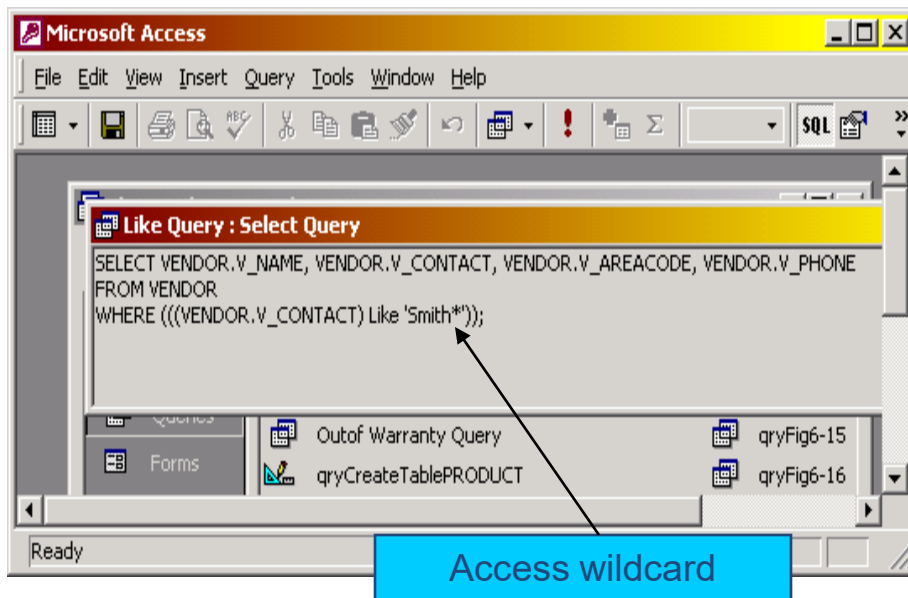 Microsoft Access
File Edit View Insert Query Tools Window Help
ABC SQL
Like Query : Select Query
SELECT VENDOR.V_NAME, VENDOR.V_CONTACT, VENDOR.V_AREACODE, VENDOR.V_PHONE
FROM VENDOR
WHERE (((VENDOR.V_CONTACT) Like 'Smith*'));
Queries
Outof Warranty Query qryFig6-15
Forms qryCreateTablePRODUCT qryFig6-16
Ready
Access wildcard